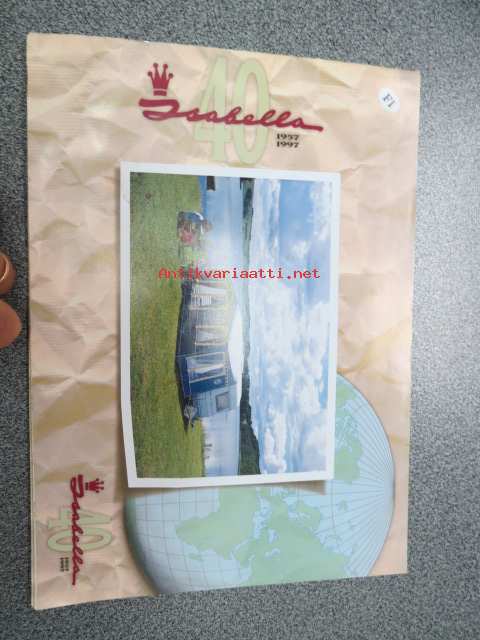 40
Isabella
1957
1997
FI
Antikvariaatti.net
Isabella
40